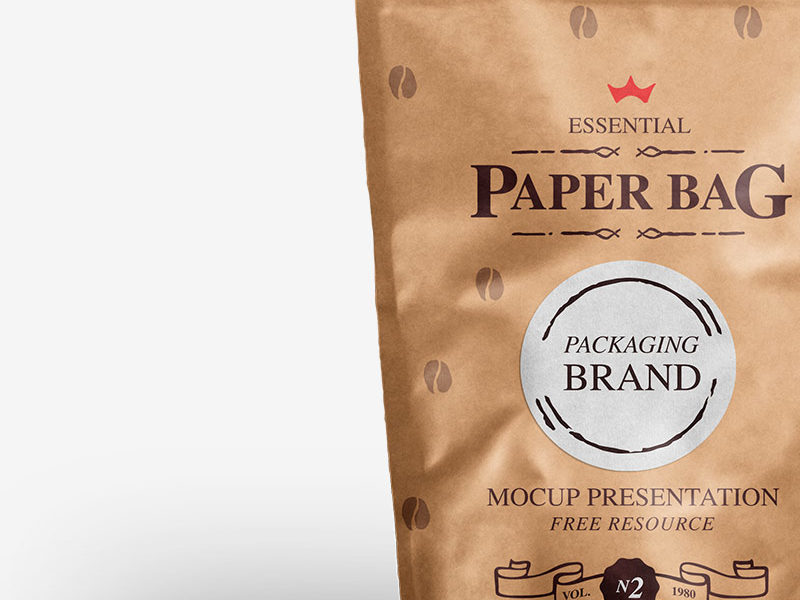 ESSENTIAL
PAPER BAG
PACKAGING
BRAND
MOCUP PRESENTATION
FREE RESOURCE
VOL. N2 1980